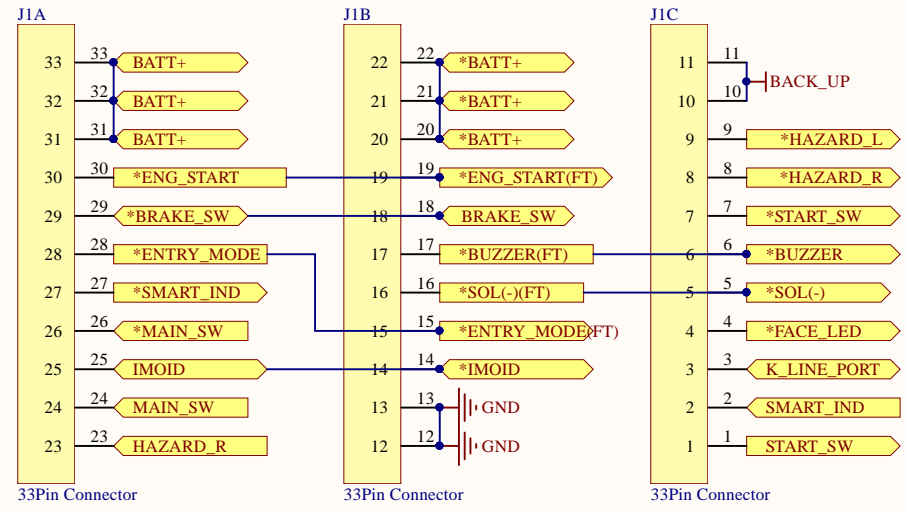 J1A
J1B
J1C
33 33 BATT+
32 32 BATT+
31 31 BATT+
30 30 *ENG_START
29 29 *BRAKE_SW
28 28 *ENTRY_MODE
27 27 *SMART_IND
26 26 *MAIN_SW
25 25 IMOID
24 24 MAIN_SW
23 23 HAZARD_R
33Pin Connector
22 22 *BATT+
21 21 *BATT+
20 20 *BATT+
19 19 *ENG_START(FT)
18 18 BRAKE_SW
17 17 *BUZZER(FT)
16 16 *SOL(-)(FT)
15 15 *ENTRY_MODE(FT)
14 14 *IMOID
13 13 GND
12 12 GND
33Pin Connector
11 11
BACK_UP
10 10
9 9 *HAZARD_L
8 8 *HAZARD_R
7 7 *START_SW
6 6 *BUZZER
5 5 *SOL(-)
4 4 *FACE_LED
3 3 K_LINE_PORT
2 2 SMART_IND
1 1 START_SW
33Pin Connector